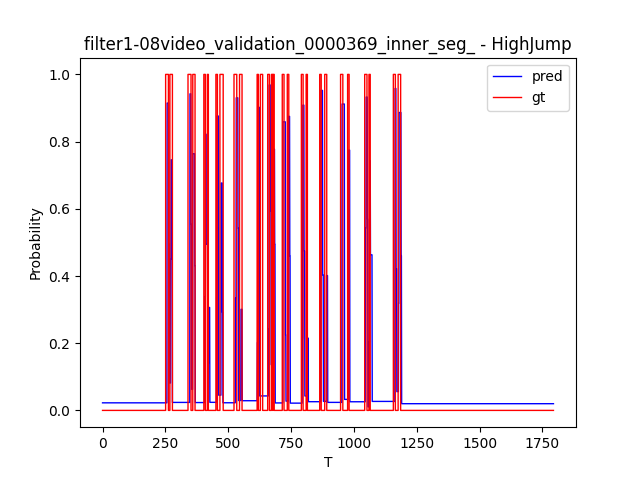 filter1-08video_validation_0000369_inner_seg_ - HighJump
pred
gt
1.0
0.8
0.6
0.4
0.2
0.0
Probability
0 250 500 750 1000 1250 1500 1750
T